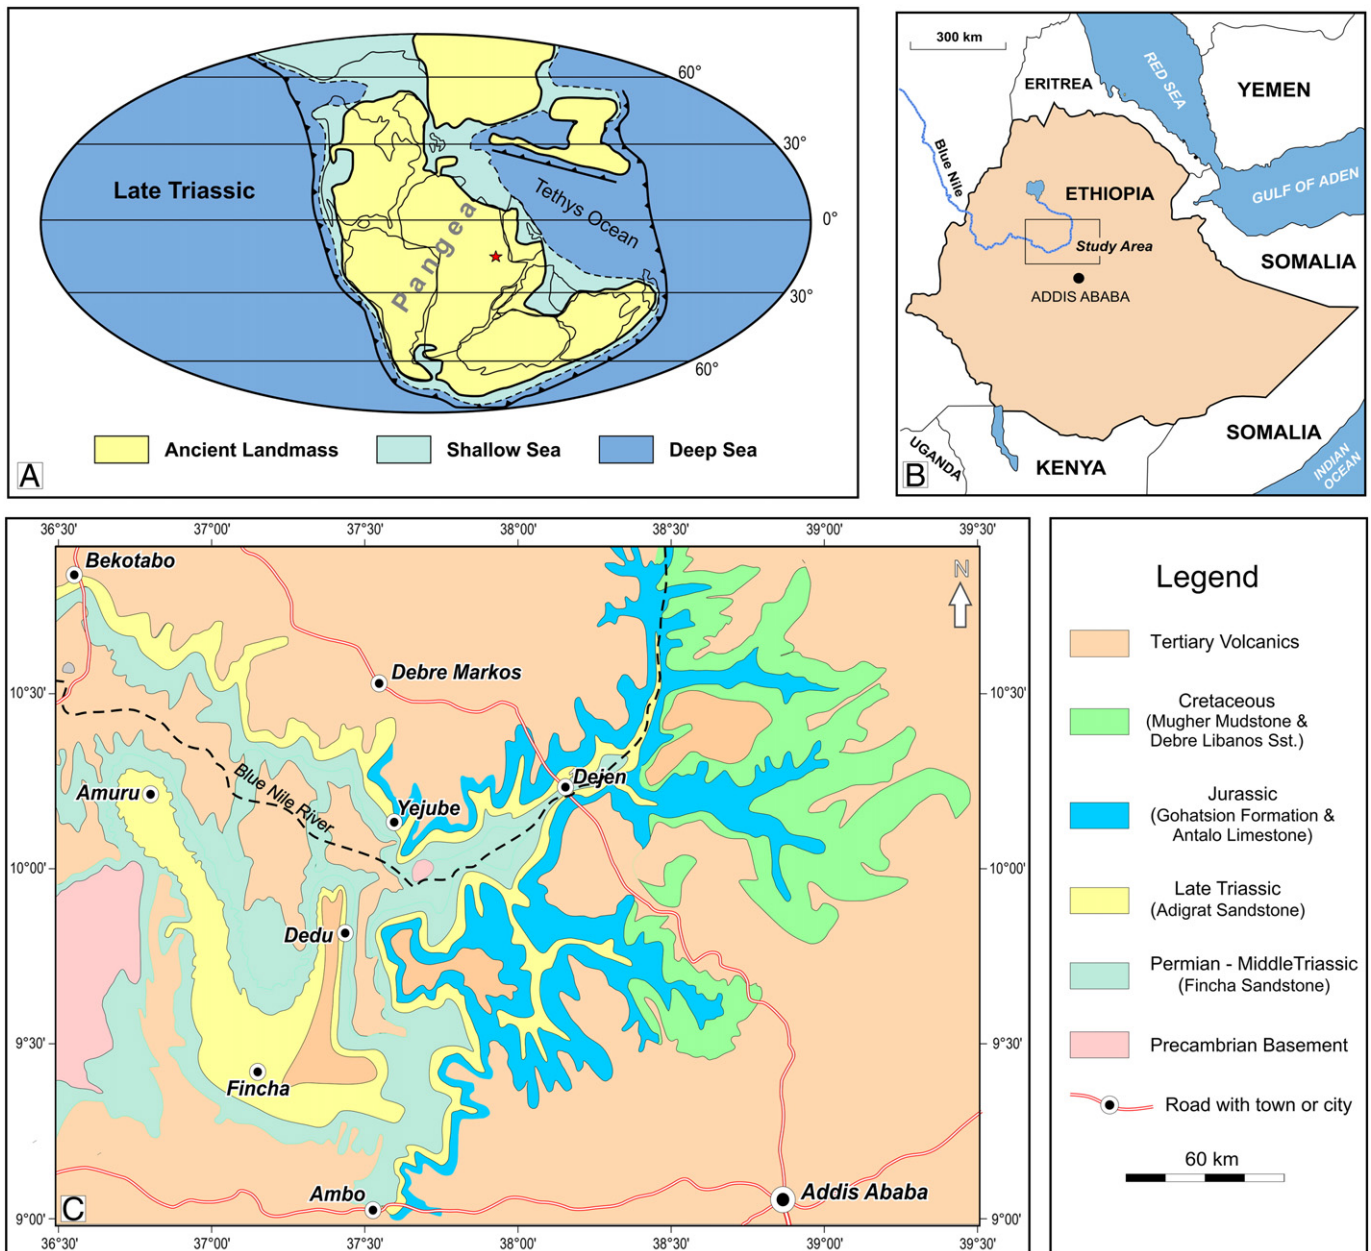 60°
30°
0°
30°
60°
Late Triassic
Pangea
Tethys Ocean
Ancient Landmass
Shallow Sea
Deep Sea
A
300 km
ERITREA
RED SEA
YEMEN
Blue Nile
ETHIOPIA
GULF OF ADEN
Study Area
SOMALIA
ADDIS ABABA
SOMALIA
UGANDA
KENYA
INDIAN
OCEAN
B
36°30'
37°00'
37°30'
38°00'
38°30'
39°00'
39°30'
Bekotabo
N
Debre Markos
10°30'
10°30'
Dejen
Blue Nile River
Amuru
Yejube
10°00'
10°00'
Dedu
9°30'
9°30'
Fincha
Ambo
Addis Ababa
C
9°00'
9°00'
36°30'
37°00'
37°30'
38°00'
38°30'
39°00'
39°30'
Legend
Tertiary Volcanics
Cretaceous
(Mugher Mudstone &
Debre Libanos Sst.)
Jurassic
(Gohatsion Formation &
Antalo Limestone)
Late Triassic
(Adigrat Sandstone)
Permian - MiddleTriassic
(Fincha Sandstone)
Precambrian Basement
Road with town or city
60 km